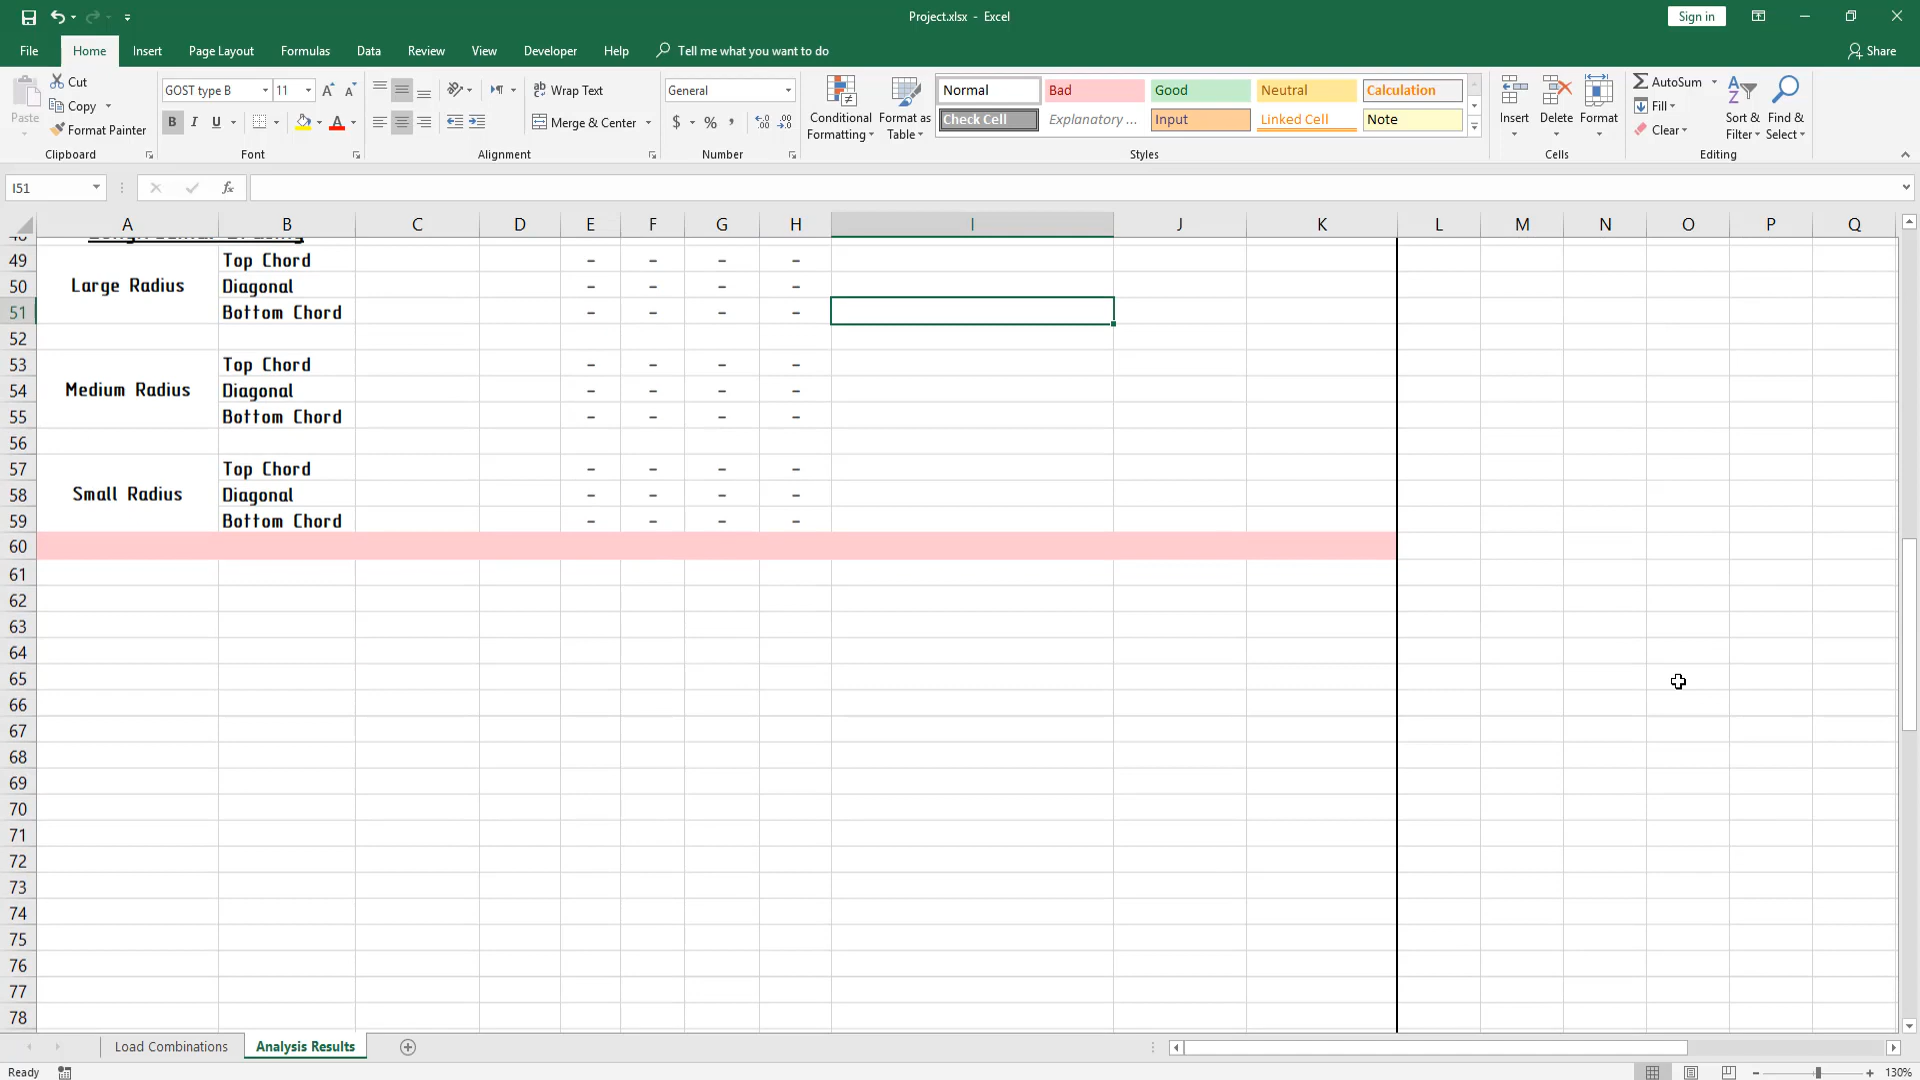 Project.xlsx - Excel
Sign in
File Home Insert Page Layout Formulas Data Review View Developer Help Tell me what you want to do Share
Paste
Cut
Copy
Format Painter
Clipboard
GOST type B 11
B I U
Font
Wrap Text
Merge & Center
Alignment
General
$ % ,
Number
Conditional Formatting
Format as Table
Normal Bad Good Neutral Calculation
Check Cell Explanatory ... Input Linked Cell Note
Styles
Insert Delete Format
Cells
AutoSum
Fill
Clear
Sort & Filter
Find & Select
Editing
I51 fx
A B C D E F G H I J K L M N O P Q
49 Top Chord - - - -
50 Large Radius Diagonal - - - -
51 Bottom Chord - - - -
52
53 Top Chord - - - -
54 Medium Radius Diagonal - - - -
55 Bottom Chord - - - -
56
57 Top Chord - - - -
58 Small Radius Diagonal - - - -
59 Bottom Chord - - - -
60
61
62
63
64
65
66
67
68
69
70
71
72
73
74
75
76
77
78
Load Combinations Analysis Results
Ready 130%